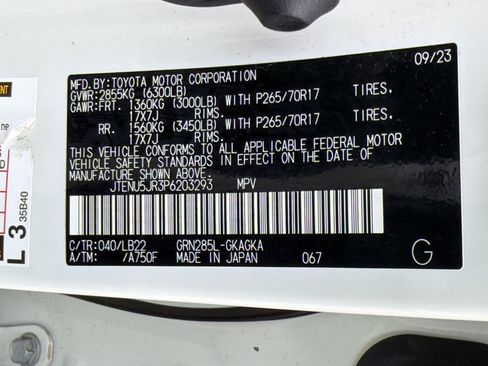 09/23
MFD. BY: TOYOTA MOTOR CORPORATION
GVWR: 2855KG (6300LB)
GAWR: FRT. 1360KG (3000LB) WITH P265/70R17 TIRES.
17X7J RIMS.
RR. 1560KG (3450LB) WITH P265/70R17 TIRES.
17X7J RIMS.
THIS VEHICLE CONFORMS TO ALL APPLICABLE FEDERAL MOTOR
VEHICLE SAFETY STANDARDS IN EFFECT ON THE DATE OF
MANUFACTURE SHOWN ABOVE.
JTENU5JR3P6203293 MPV
C/TR: 040/LB22 GRN285L-GKAGKA
A/TM: /A750F MADE IN JAPAN 067
G
L 3
35B40